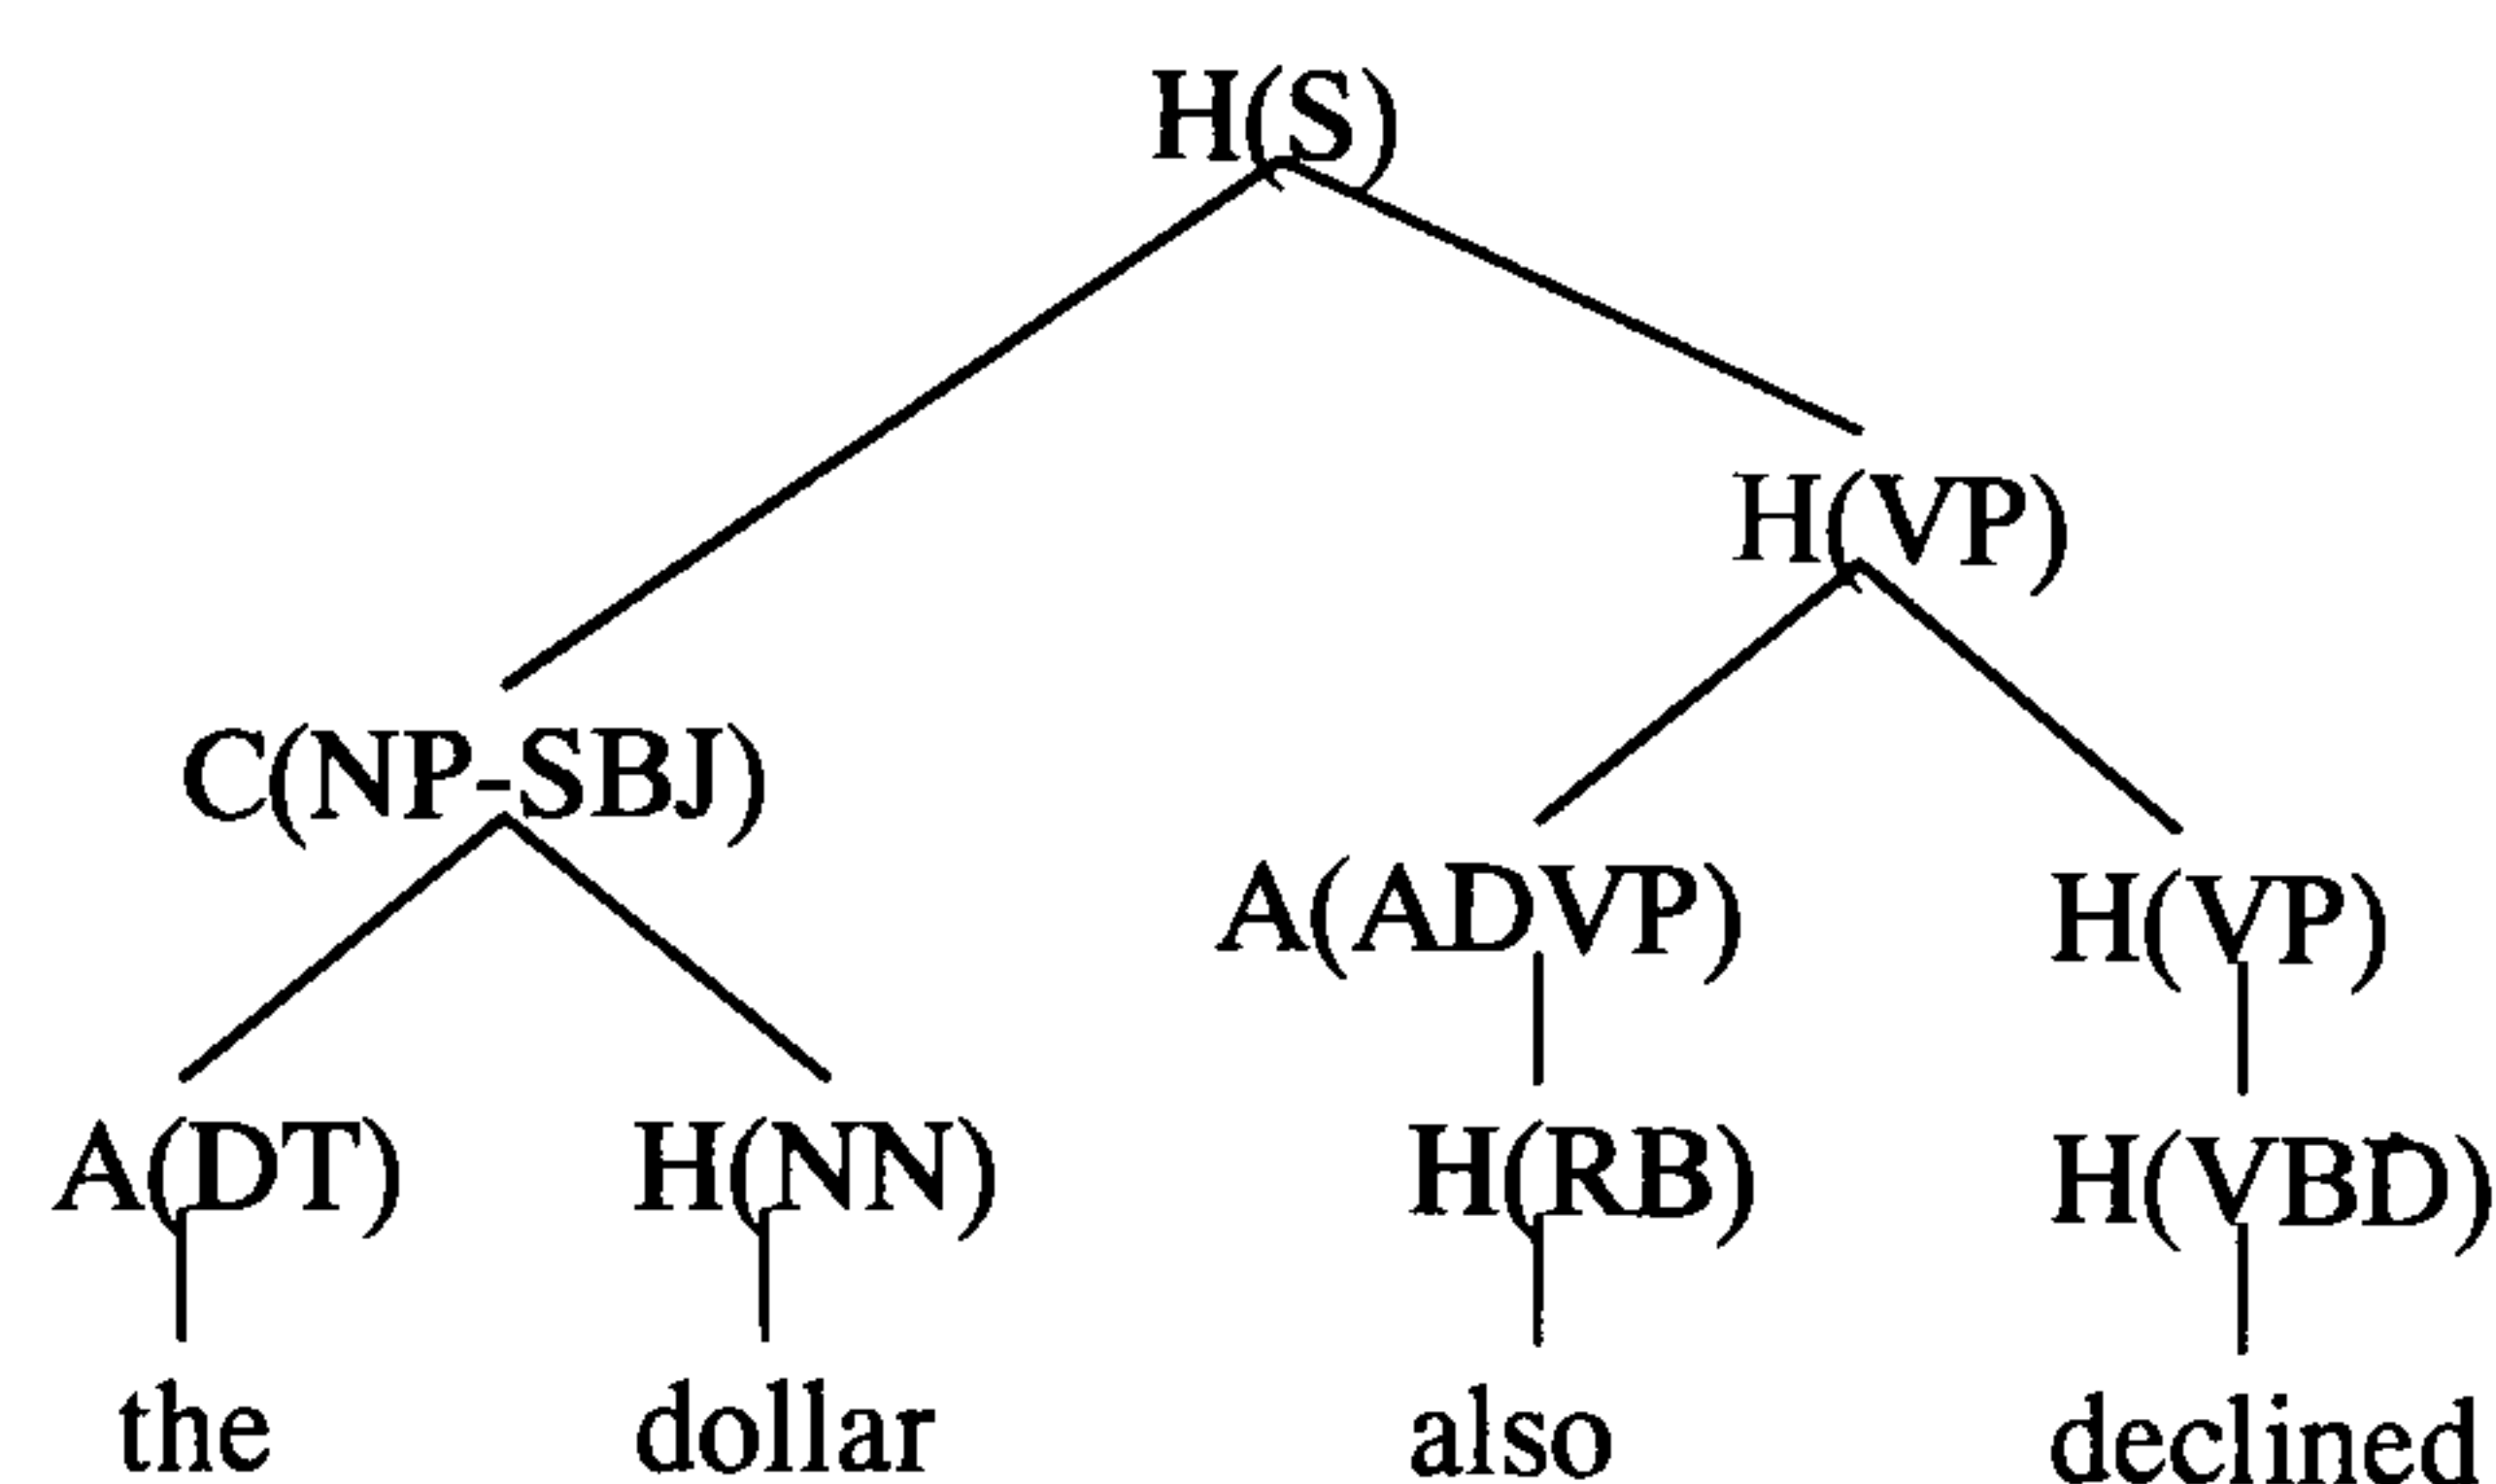 H(S)
H(VP)
C(NP-SBJ)
A(ADVP) H(VP)
A(DT) H(NN) H(RB) H(VBD)
the dollar also declined